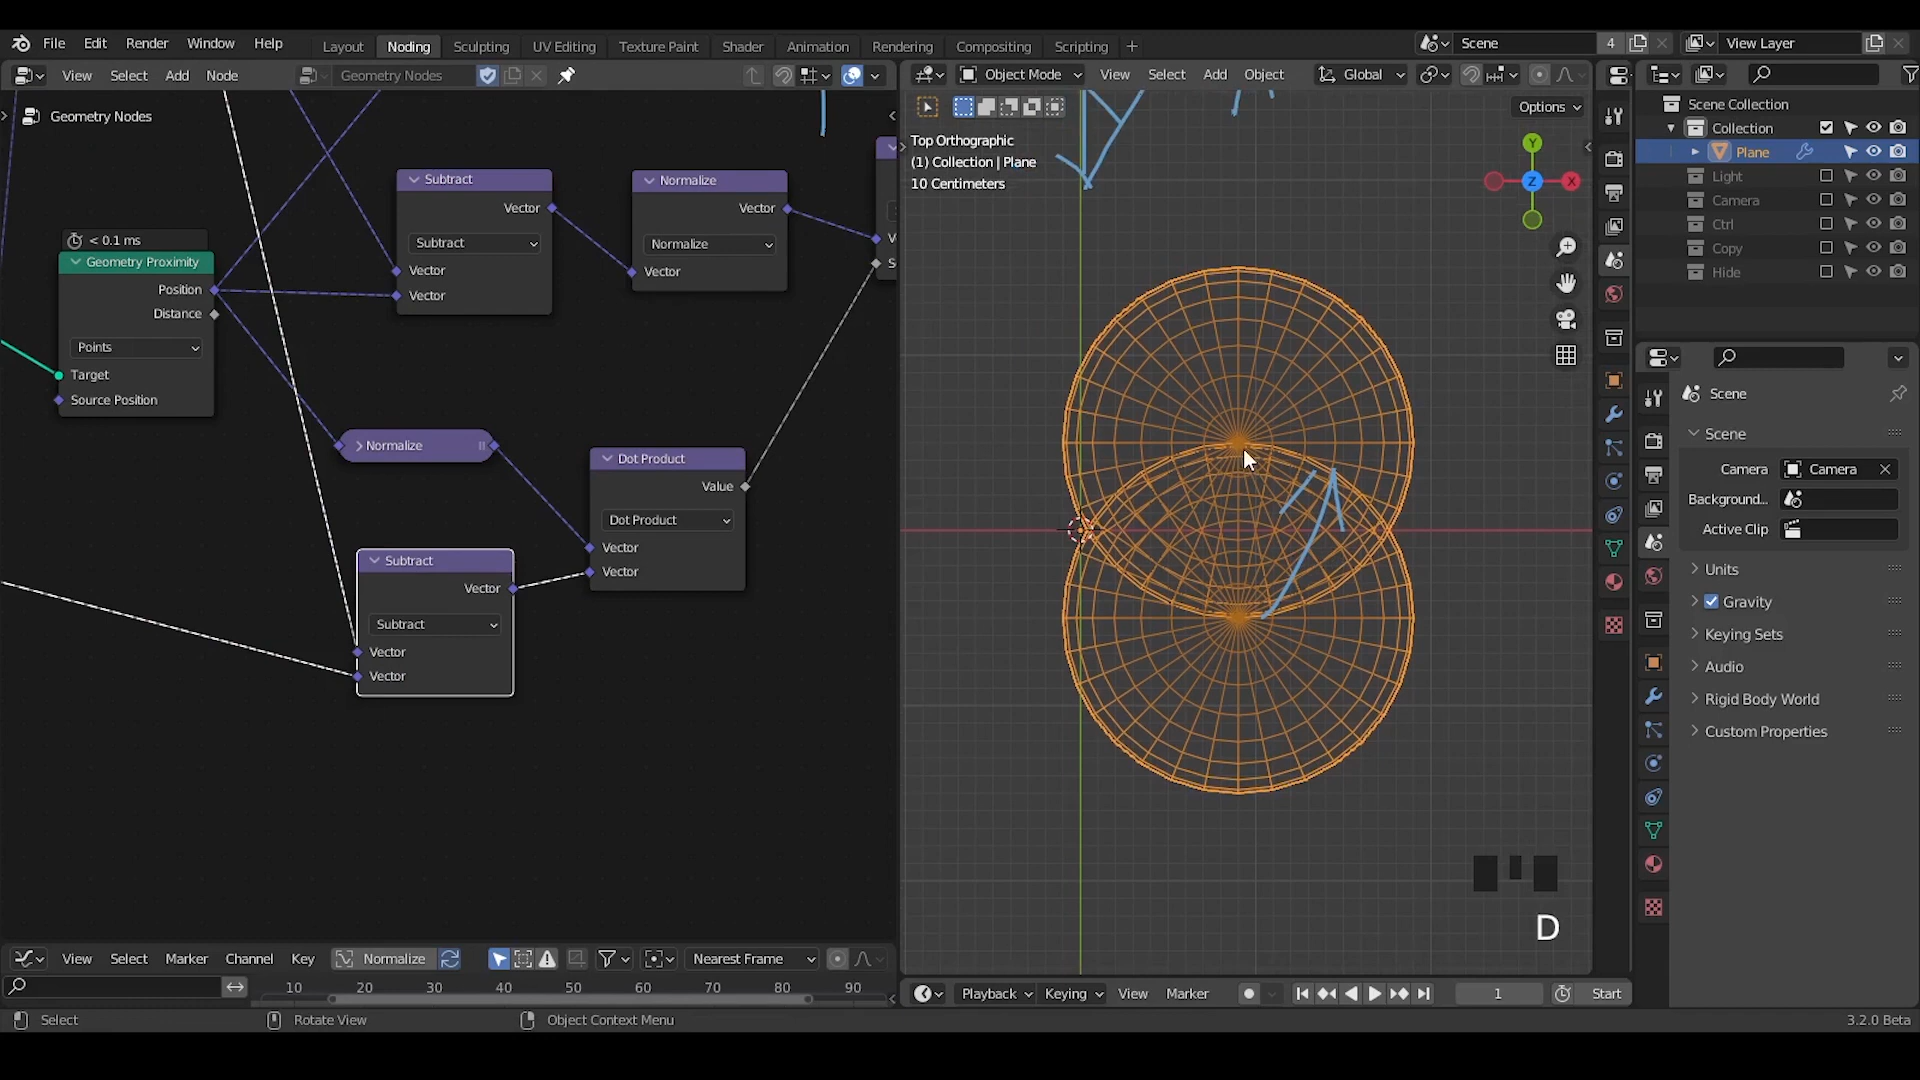 File Edit Render Window Help Layout Noding Sculpting UV Editing Texture Paint Shader Animation Rendering Compositing Scripting + Scene 4 View Layer
View Select Add Node Geometry Nodes
Object Mode View Select Add Object Global
Geometry Nodes
Options
Top Orthographic
(1) Collection | Plane
10 Centimeters
Y
Z
X
Scene Collection
Collection
Plane
Light
Camera
Ctrl
Copy
Hide
Subtract
Vector
Subtract
Vector
Vector
Normalize
Vector
Normalize
Vector
V
S
< 0.1 ms
Geometry Proximity
Position
Distance
Points
Target
Source Position
Normalize
Dot Product
Value
Dot Product
Vector
Vector
Subtract
Vector
Subtract
Vector
Vector
Scene
Scene
Camera Camera
Background...
Active Clip
Units
Gravity
Keying Sets
Audio
Rigid Body World
Custom Properties
D
View Select Marker Channel Key Normalize Nearest Frame
10 20 30 40 50 60 70 80 90
Playback Keying View Marker 1 Start
Select Rotate View Object Context Menu 3.2.0 Beta